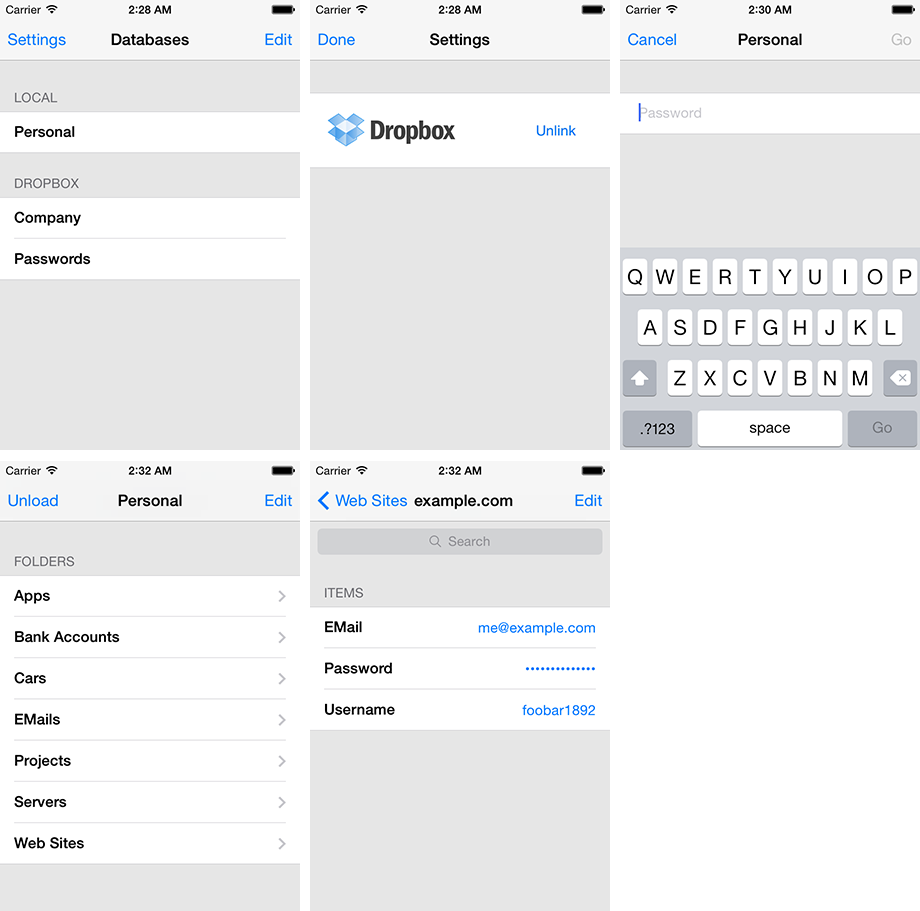 Carrier 2:28 AM
Settings Databases Edit
LOCAL
Personal
DROPBOX
Company
Passwords
Carrier 2:28 AM
Done Settings
Dropbox Unlink
Carrier 2:30 AM
Cancel Personal Go
Password
Q W E R T Y U I O P
A S D F G H J K L
Z X C V B N M
.?123 space Go
Carrier 2:32 AM
Unload Personal Edit
FOLDERS
Apps
Bank Accounts
Cars
EMails
Projects
Servers
Web Sites
Carrier 2:32 AM
Web Sites example.com Edit
Search
ITEMS
EMail me@example.com
Password ••••••••••••••
Username foobar1892